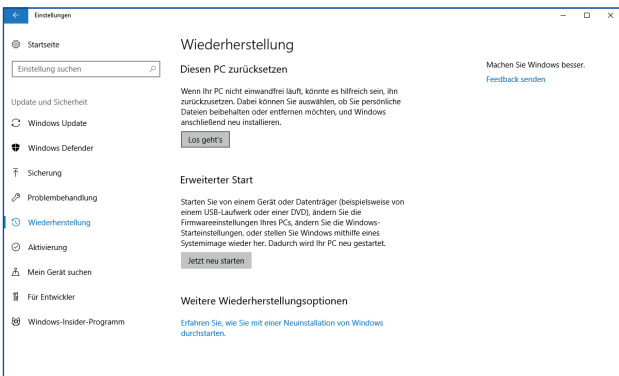 Einstellungen
Startseite
Einstellung suchen
Update und Sicherheit
Windows Update
Windows Defender
Sicherung
Problembehandlung
Wiederherstellung
Aktivierung
Mein Gerät suchen
Für Entwickler
Windows-Insider-Programm
Wiederherstellung
Diesen PC zurücksetzen
Wenn Ihr PC nicht einwandfrei läuft, könnte es hilfreich sein, ihn
zurückzusetzen. Dabei können Sie auswählen, ob Sie persönliche
Dateien beibehalten oder entfernen möchten, und Windows
anschließend neu installieren.
Los geht's
Erweiterter Start
Starten Sie von einem Gerät oder Datenträger (beispielsweise von
einem USB-Laufwerk oder einer DVD), ändern Sie die
Firmwareeinstellungen Ihres PCs, ändern Sie die Windows-
Starteinstellungen, oder stellen Sie Windows mithilfe eines
Systemimage wieder her. Dadurch wird Ihr PC neu gestartet.
Jetzt neu starten
Weitere Wiederherstellungsoptionen
Erfahren Sie, wie Sie mit einer Neuinstallation von Windows
durchstarten.
Machen Sie Windows besser.
Feedback senden